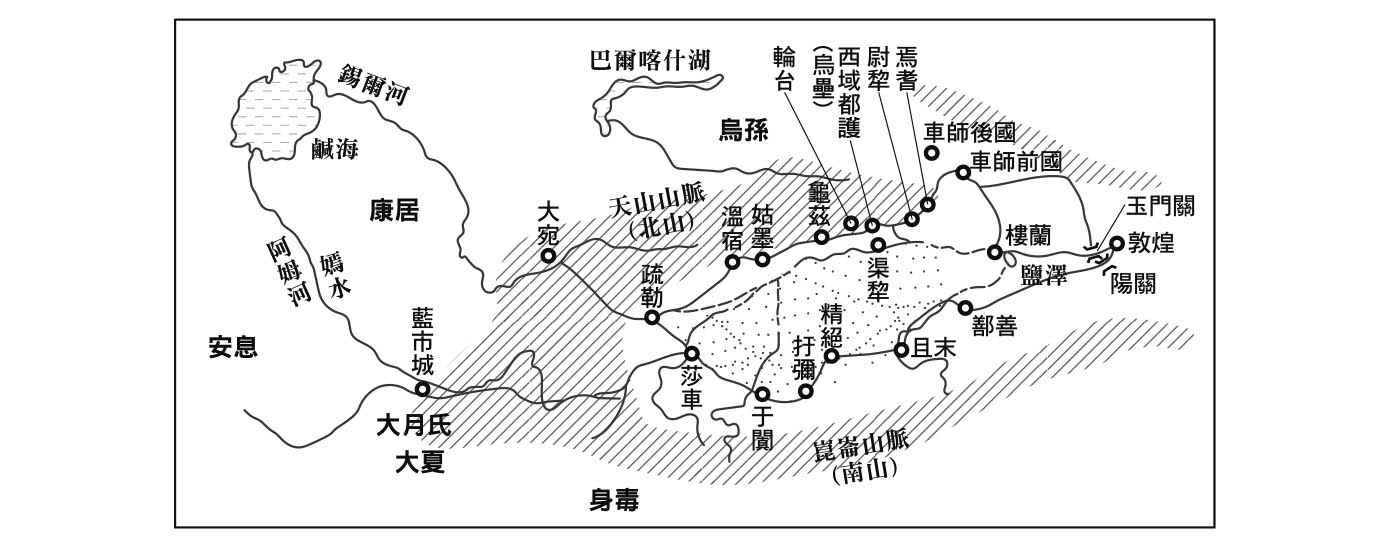 錫爾河
鹹海
康居
阿姆河
媯水
安息
藍市城
大月氏
大夏
身毒
大宛
巴爾喀什湖
烏孫
天山山脈
(北山)
疏勒
莎車
溫宿
姑墨
龜茲
輪台
西域都護
(烏壘)
尉犂
焉耆
渠犂
車師後國
車師前國
樓蘭
鹽澤
玉門關
敦煌
陽關
鄯善
且末
精絕
扜彌
于闐
崑崙山脈
(南山)